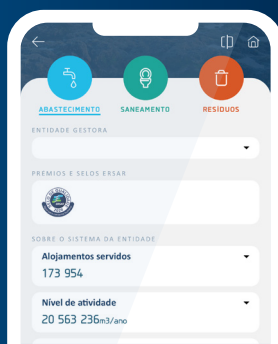 ABASTECIMENTO SANEAMENTO RESÍDUOS
ENTIDADE GESTORA
PREMIOS E SELOS ERSAR
SOBRE O SISTEMA DA ENTIDADE
Alojamentos servidos
173 954
Nível de atividade
20 563 236m3/ano